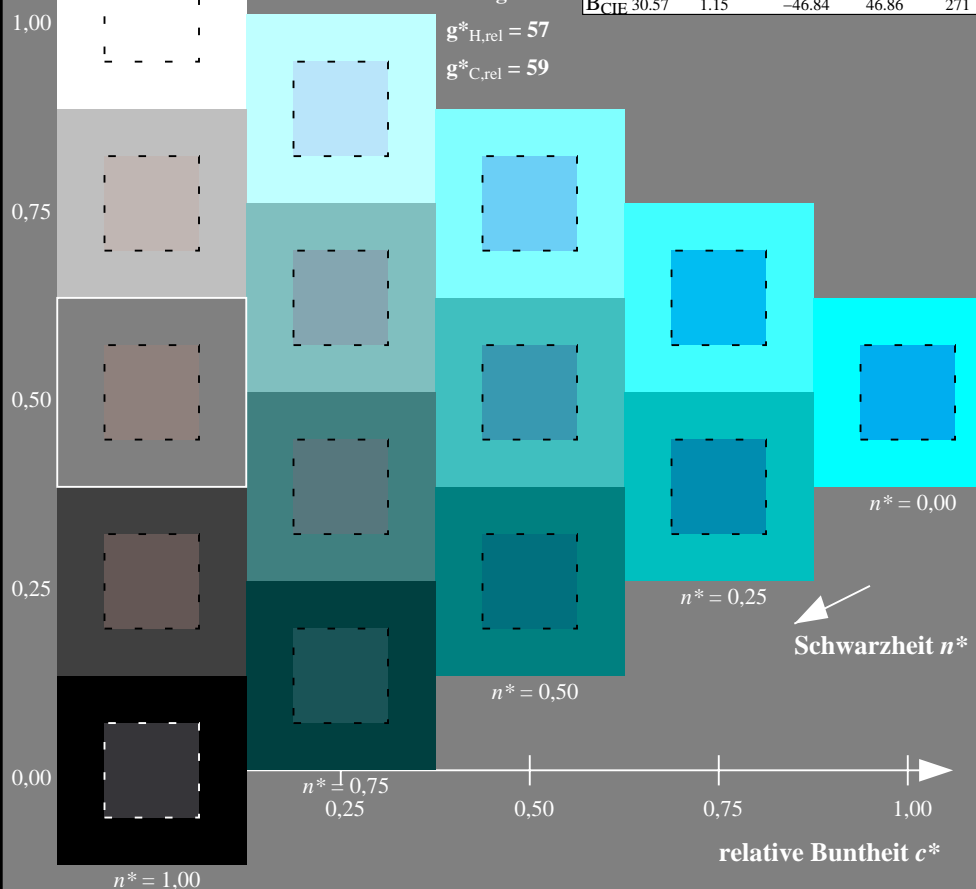 B_CIE 30.57 1.15 −46.84 46.86 271
1,00
g*H,rel = 57
g*C,rel = 59
0,75
0,50
n* = 0,00
0,25
n* = 0,25
Schwarzheit n*
n* = 0,50
0,00
n* = 0,75
0,25 0,50 0,75 1,00
relative Buntheit c*
n* = 1,00